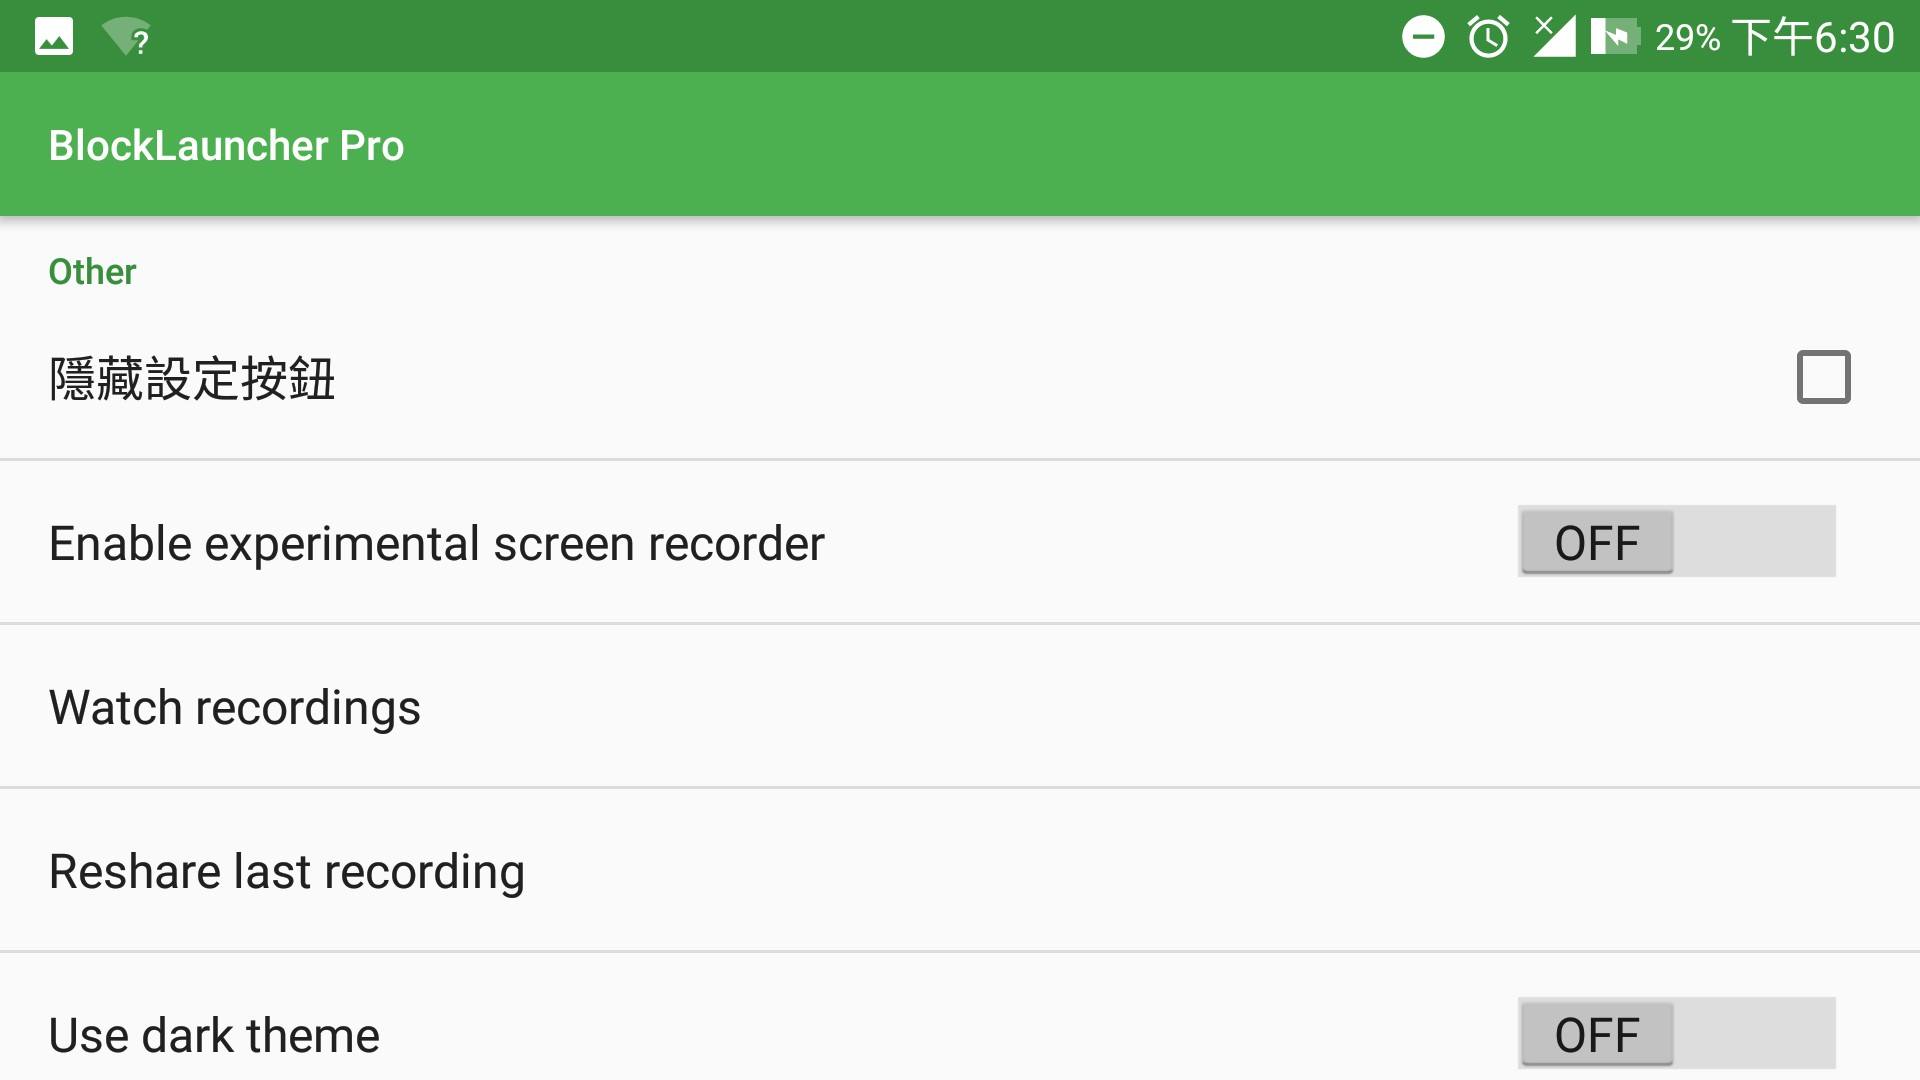 29% 下午6:30
BlockLauncher Pro
Other
隱藏設定按鈕
Enable experimental screen recorder OFF
Watch recordings
Reshare last recording
Use dark theme OFF